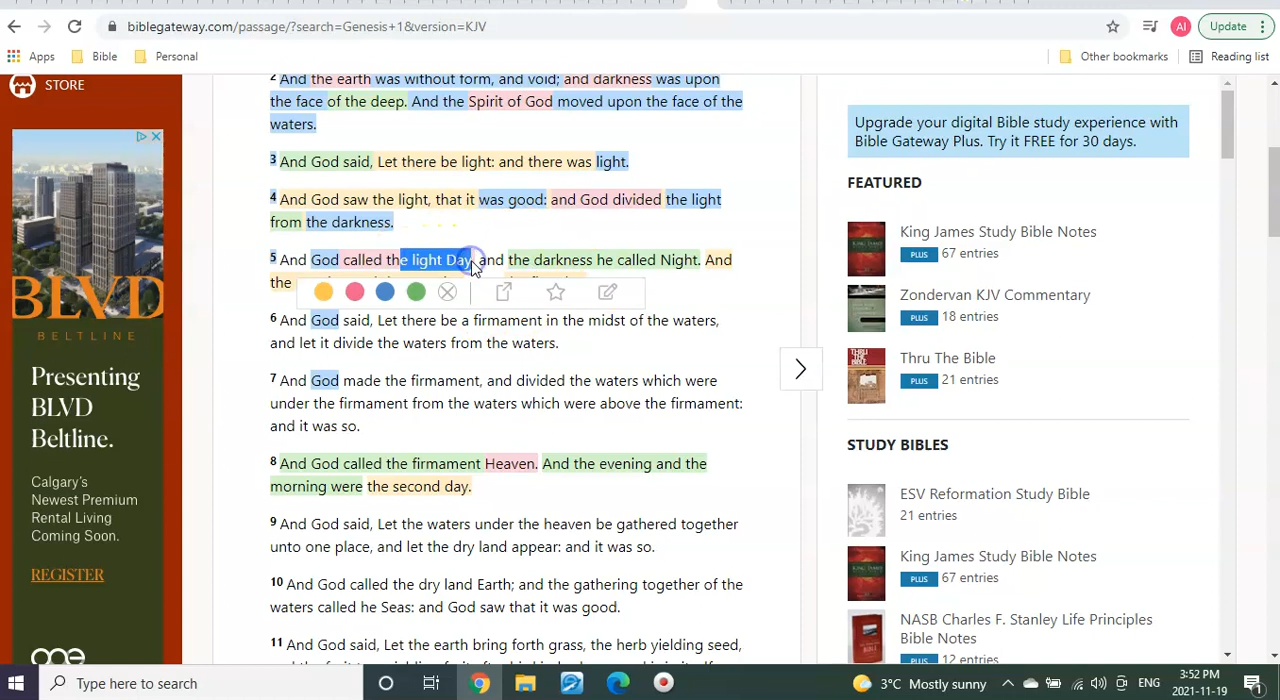 biblegateway.com/passage/?search=Genesis+1&version=KJV
AI
Update
Apps
Bible
Personal
Other bookmarks
Reading list
STORE
BLVD
BELTLINE
Presenting
BLVD
Beltline.
Calgary's
Newest Premium
Rental Living
Coming Soon.
REGISTER
one
2 And the earth was without form, and void; and darkness was upon
the face of the deep. And the Spirit of God moved upon the face of the
waters.
3 And God said, Let there be light: and there was light.
4 And God saw the light, that it was good: and God divided the light
from the darkness.
5 And God called the light Day, and the darkness he called Night. And
the
6 And God said, Let there be a firmament in the midst of the waters,
and let it divide the waters from the waters.
7 And God made the firmament, and divided the waters which were
under the firmament from the waters which were above the firmament:
and it was so.
8 And God called the firmament Heaven. And the evening and the
morning were the second day.
9 And God said, Let the waters under the heaven be gathered together
unto one place, and let the dry land appear: and it was so.
10 And God called the dry land Earth; and the gathering together of the
waters called he Seas: and God saw that it was good.
11 And God said, Let the earth bring forth grass, the herb yielding seed,
Upgrade your digital Bible study experience with
Bible Gateway Plus. Try it FREE for 30 days.
FEATURED
King James Study Bible Notes
PLUS 67 entries
Zondervan KJV Commentary
PLUS 18 entries
Thru The Bible
PLUS 21 entries
STUDY BIBLES
ESV Reformation Study Bible
21 entries
King James Study Bible Notes
PLUS 67 entries
NASB Charles F. Stanley Life Principles
Bible Notes
PLUS 12 entries
Type here to search
3°C Mostly sunny
ENG
3:52 PM
2021-11-19
1